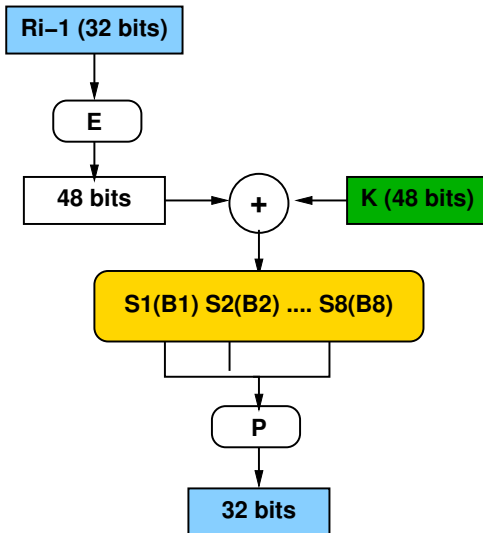 Ri−1 (32 bits)
E
48 bits
+
K (48 bits)
S1(B1) S2(B2) .... S8(B8)
P
32 bits